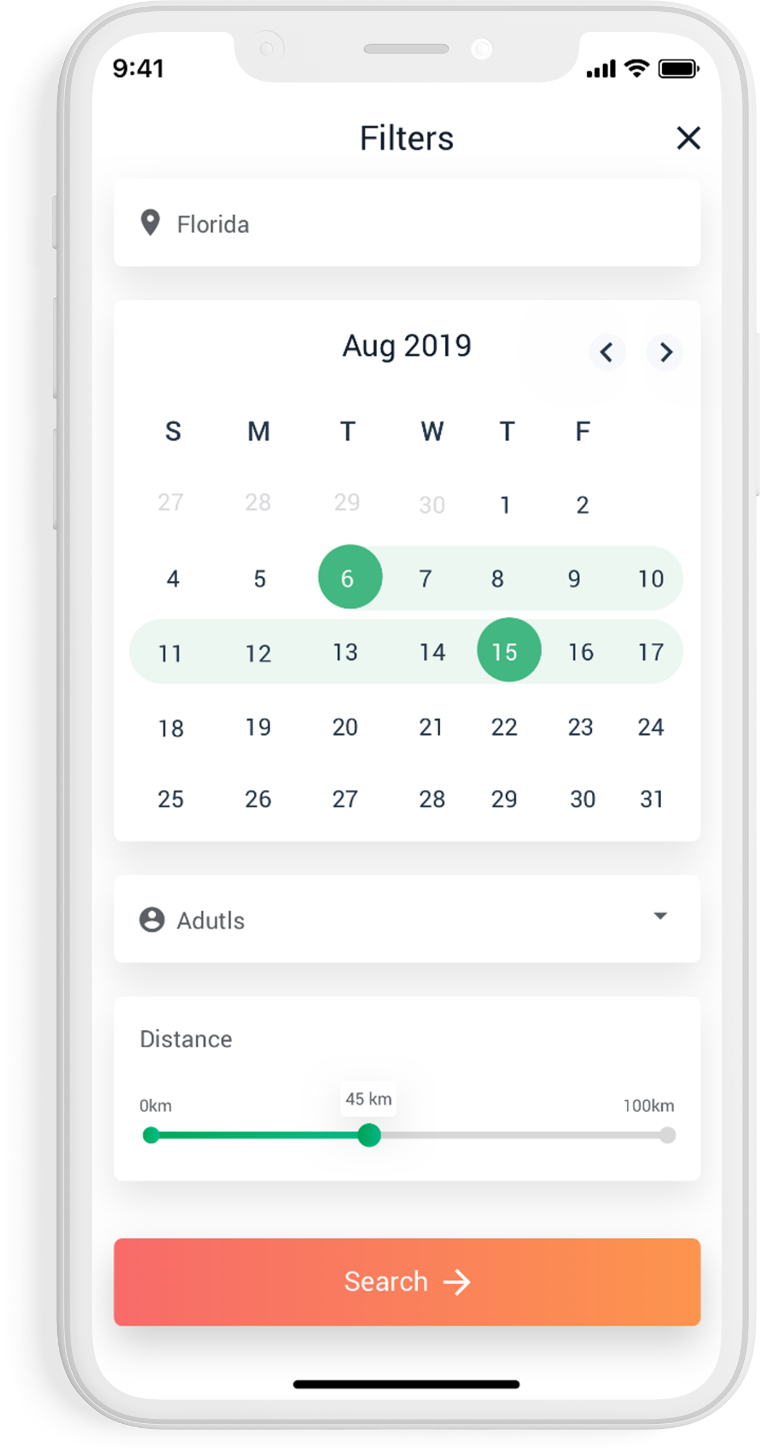 9:41
Filters
Florida
Aug 2019
S M T W T F
27 28 29 30 1 2
4 5 6 7 8 9 10
11 12 13 14 15 16 17
18 19 20 21 22 23 24
25 26 27 28 29 30 31
Adutls
Distance
45 km
0km 100km
Search